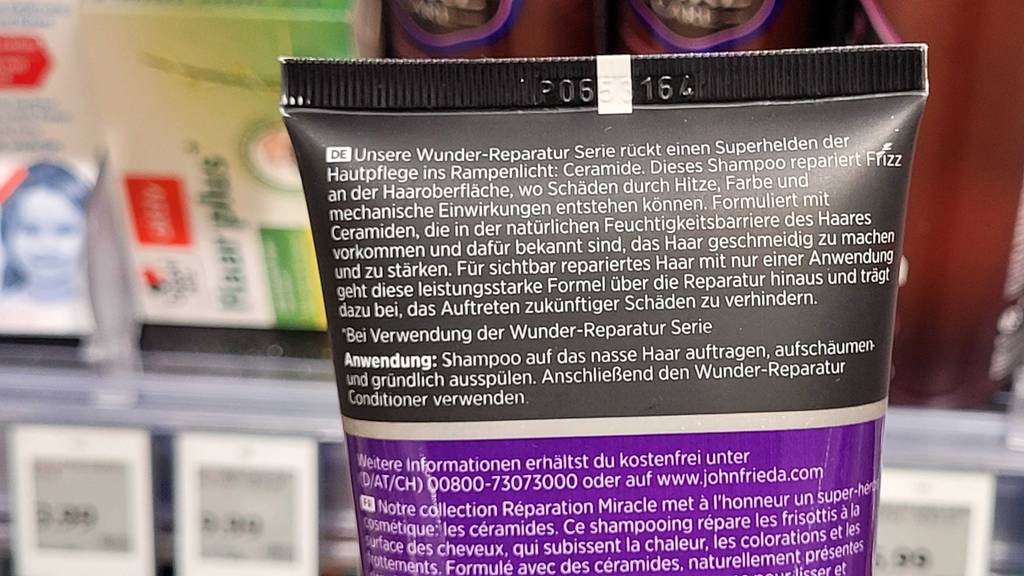 DE Unsere Wunder-Reparatur Serie rückt einen Superhelden der
Hautpflege ins Rampenlicht: Ceramide. Dieses Shampoo repariert Frizz
an der Haaroberfläche, wo Schäden durch Hitze, Farbe und
mechanische Einwirkungen entstehen können. Formuliert mit
Ceramiden, die in der natürlichen Feuchtigkeitsbarriere des Haares
vorkommen und dafür bekannt sind, das Haar geschmeidig zu machen
und zu stärken. Für sichtbar repariertes Haar mit nur einer Anwendung
geht diese leistungsstarke Formel über die Reparatur hinaus und trägt
dazu bei, das Auftreten zukünftiger Schäden zu verhindern.
*Bei Verwendung der Wunder-Reparatur Serie
Anwendung: Shampoo auf das nasse Haar auftragen, aufschäumen
und gründlich ausspülen. Anschließend den Wunder-Reparatur
Conditioner verwenden.
Weitere Informationen erhältst du kostenfrei unter
(D/AT/CH) 00800-73073000 oder auf www.johnfrieda.com
FR Notre collection Réparation Miracle met à l'honneur un super-héro
cosmétique: les céramides. Ce shampooing répare les frisottis à la
surface des cheveux, qui subissent la chaleur, les colorations et les
frottements. Formulé avec des céramides, naturellement présentes
pour lisser et
Haar plus